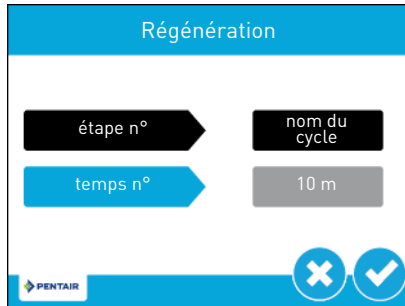 Régénération
étape n°
nom du
cycle
temps n°
10 m
PENTAIR